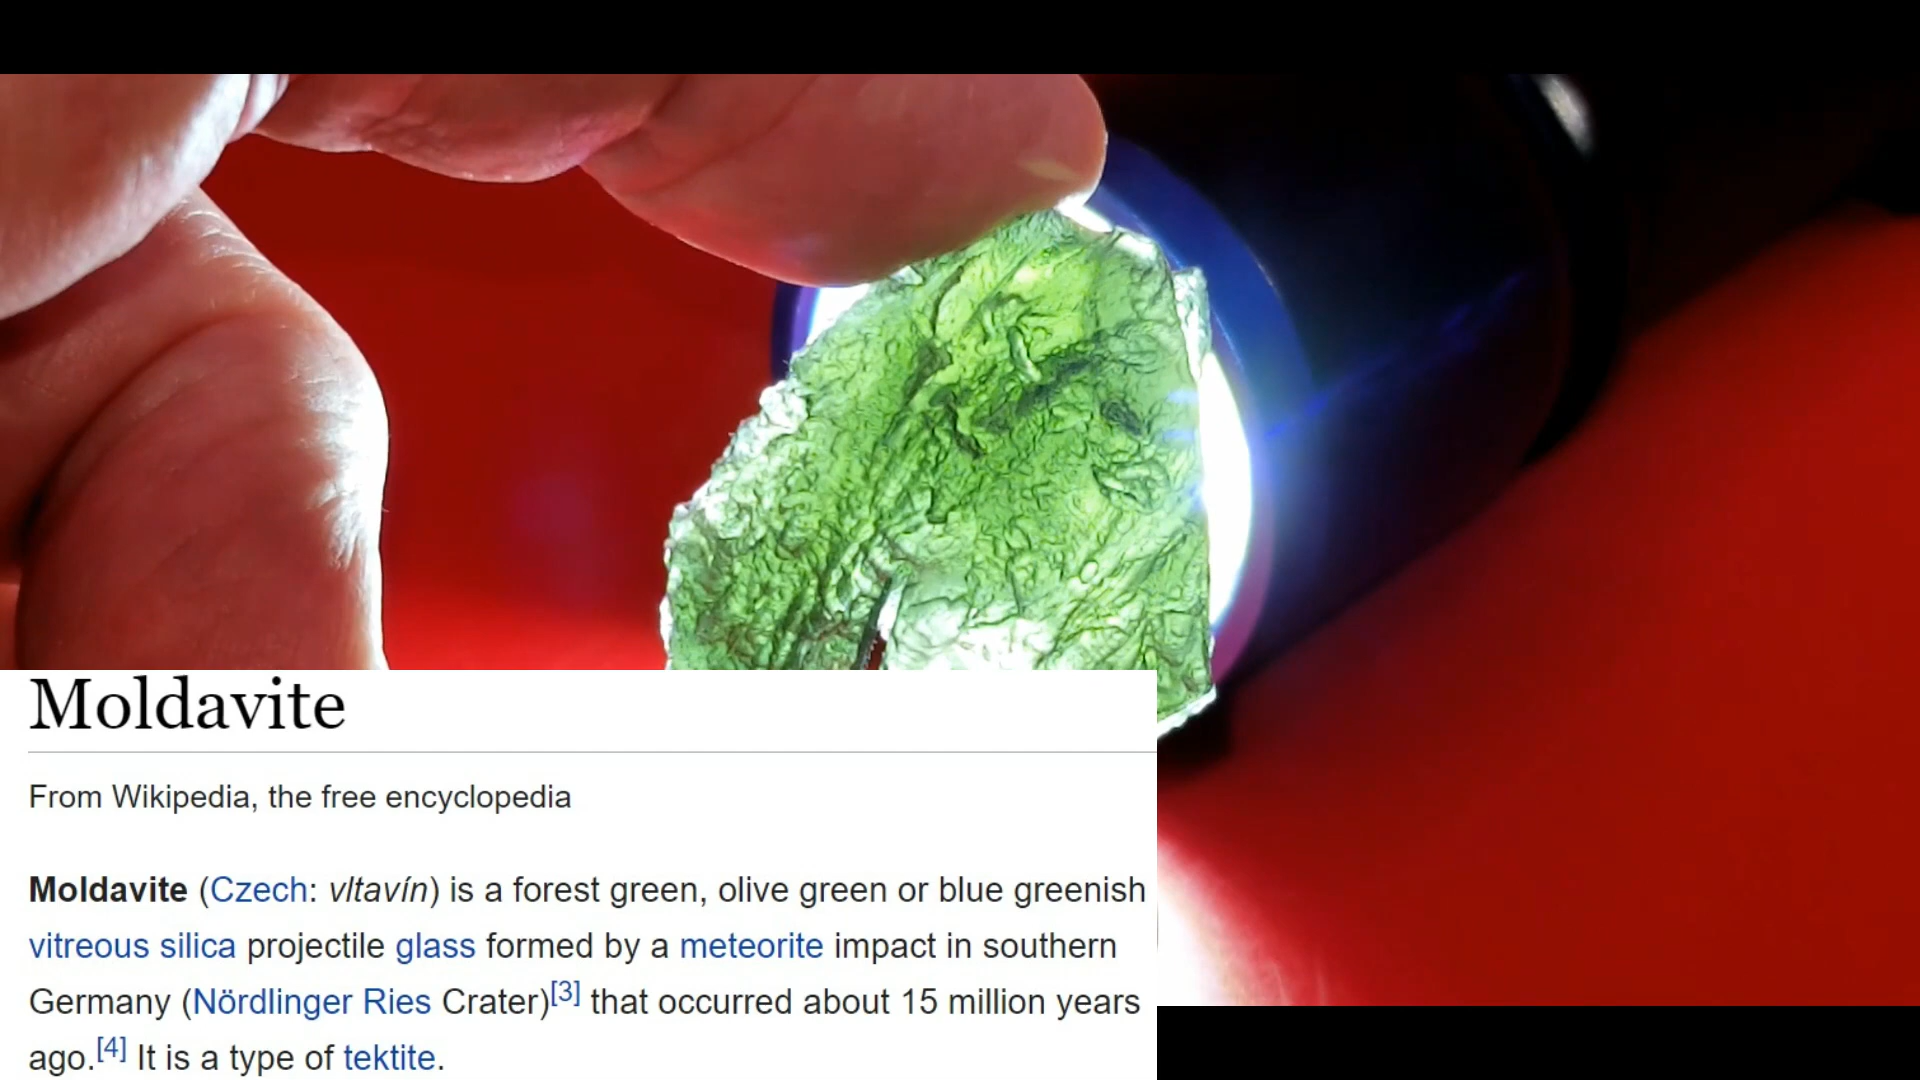 Moldavite
From Wikipedia, the free encyclopedia
Moldavite (Czech: vltavín) is a forest green, olive green or blue greenish
vitreous silica projectile glass formed by a meteorite impact in southern
Germany (Nördlinger Ries Crater)[3] that occurred about 15 million years
ago.[4] It is a type of tektite.